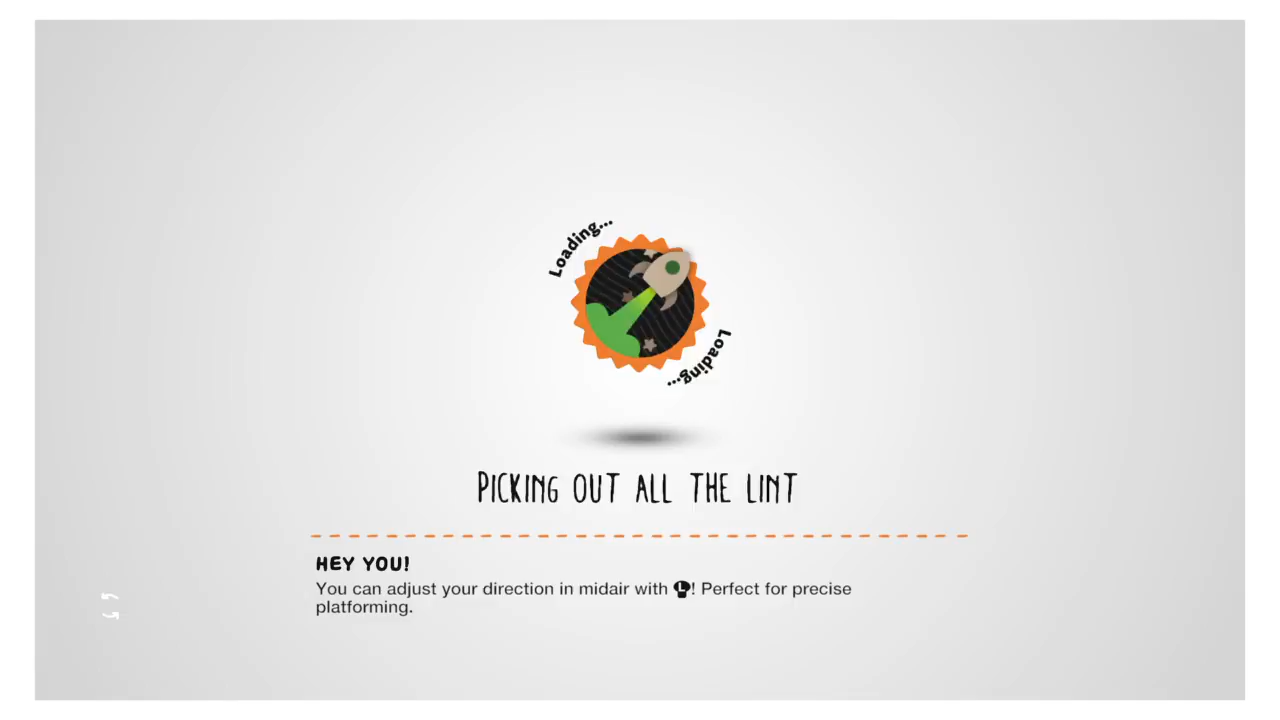 Loading...
Loading...
PICKING OUT ALL THE LINT
HEY YOU!
You can adjust your direction in midair with L! Perfect for precise
platforming.